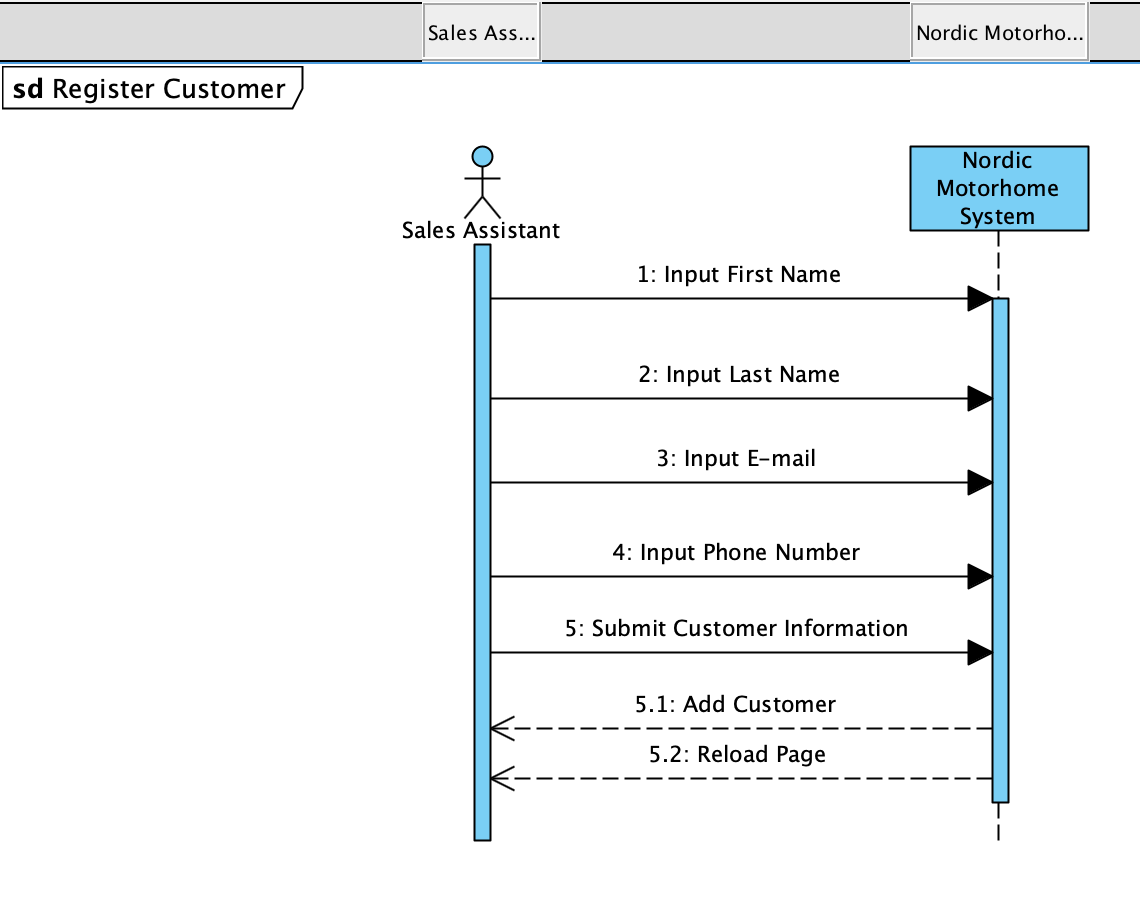 Sales Ass...
Nordic Motorho...
sd Register Customer
Sales Assistant
Nordic
Motorhome
System
1: Input First Name
2: Input Last Name
3: Input E-mail
4: Input Phone Number
5: Submit Customer Information
5.1: Add Customer
5.2: Reload Page